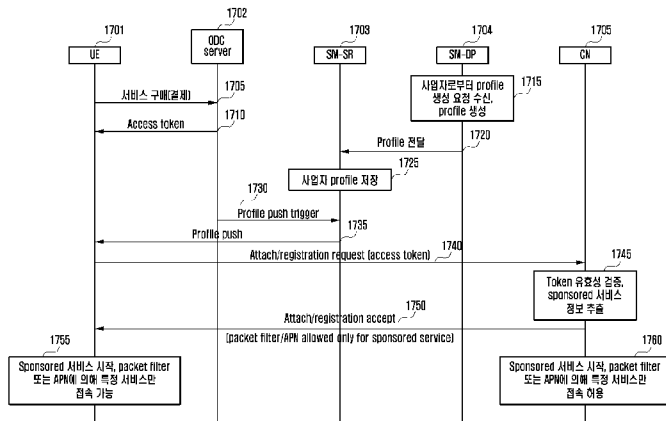 1701
UE
1702
ODC
server
1703
SM-SR
1704
SM-DP
1705
CN
서비스 구매(결제)
1705
사업자로부터 profile
생성 요청 수신,
profile 생성
1715
Access token
1710
Profile 전달
1720
사업자 profile 저장
1725
1730
Profile push trigger
Profile push
1735
Attach/registration request (access token)
1740
Token 유효성 검증,
sponsored 서비스
정보 추출
1745
Attach/registration accept
1750
[packet filter/APN allowed only for sponsored service]
1755
Sponsored 서비스 시작, packet filter
또는 APN에 의해 특정 서비스만
접속 가능
1760
Sponsored 서비스 시작, packet filter
또는 APN에 의해 특정 서비스만
접속 허용